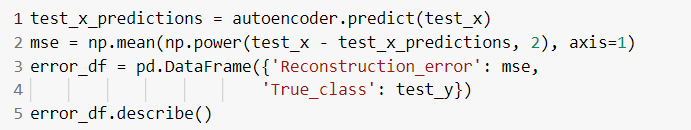 1 test_x_predictions = autoencoder.predict(test_x)
2 mse = np.mean(np.power(test_x - test_x_predictions, 2), axis=1)
3 error_df = pd.DataFrame({'Reconstruction_error': mse,
4                         'True_class': test_y})
5 error_df.describe()